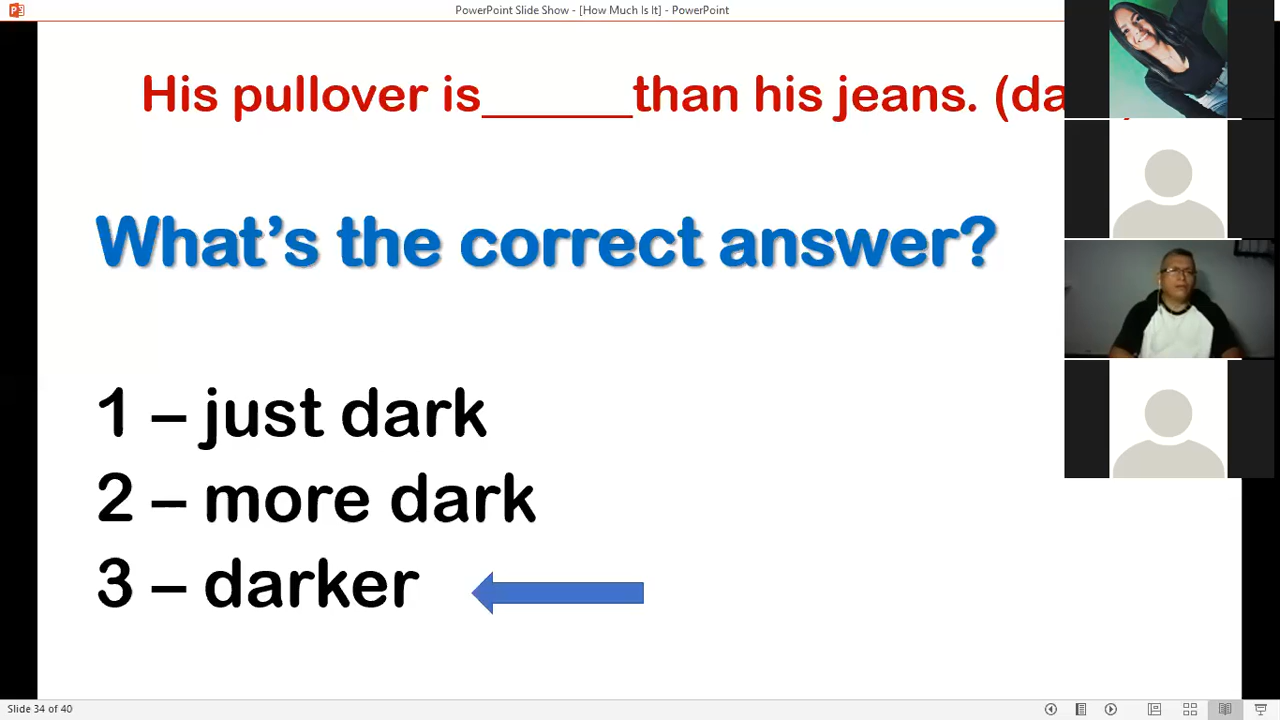 PowerPoint Slide Show - [How Much Is It] - PowerPoint
His pullover is______than his jeans. (da
What's the correct answer?
1 – just dark
2 – more dark
3 – darker
Slide 34 of 40